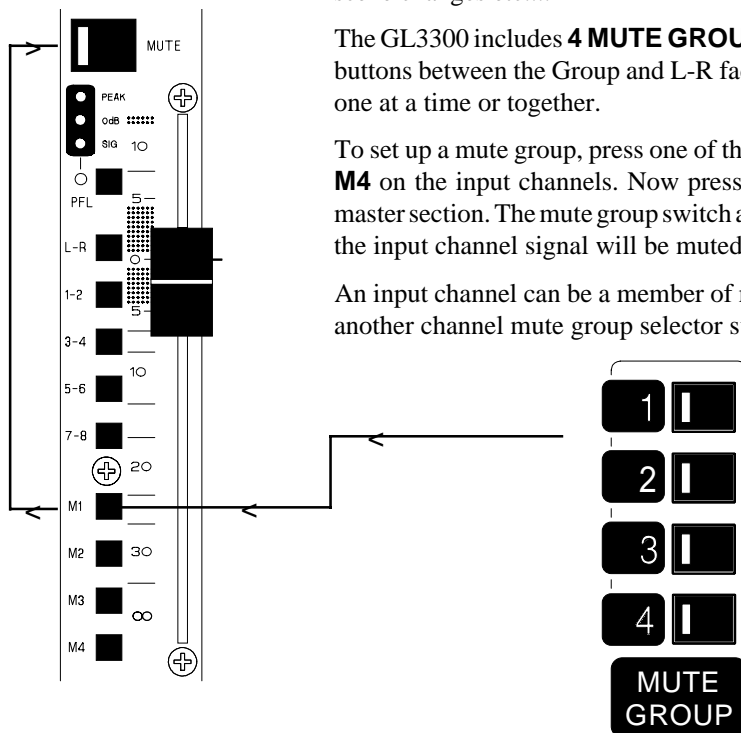 MUTE
The GL3300 includes 4 MUTE
buttons between the Group and L-R
one at a time or together.
To set up a mute group, press one of
M4 on the input channels. Now press
master section. The mute group switch
the input channel signal will be muted
An input channel can be a member of
another channel mute group selector
PEAK
0dB
SIG
10
PFL
5
L-R
0
1-2
5
3-4
10
5-6
7-8
20
M1
M2
30
M3
∞
M4
1
2
3
4
MUTE
GROUP